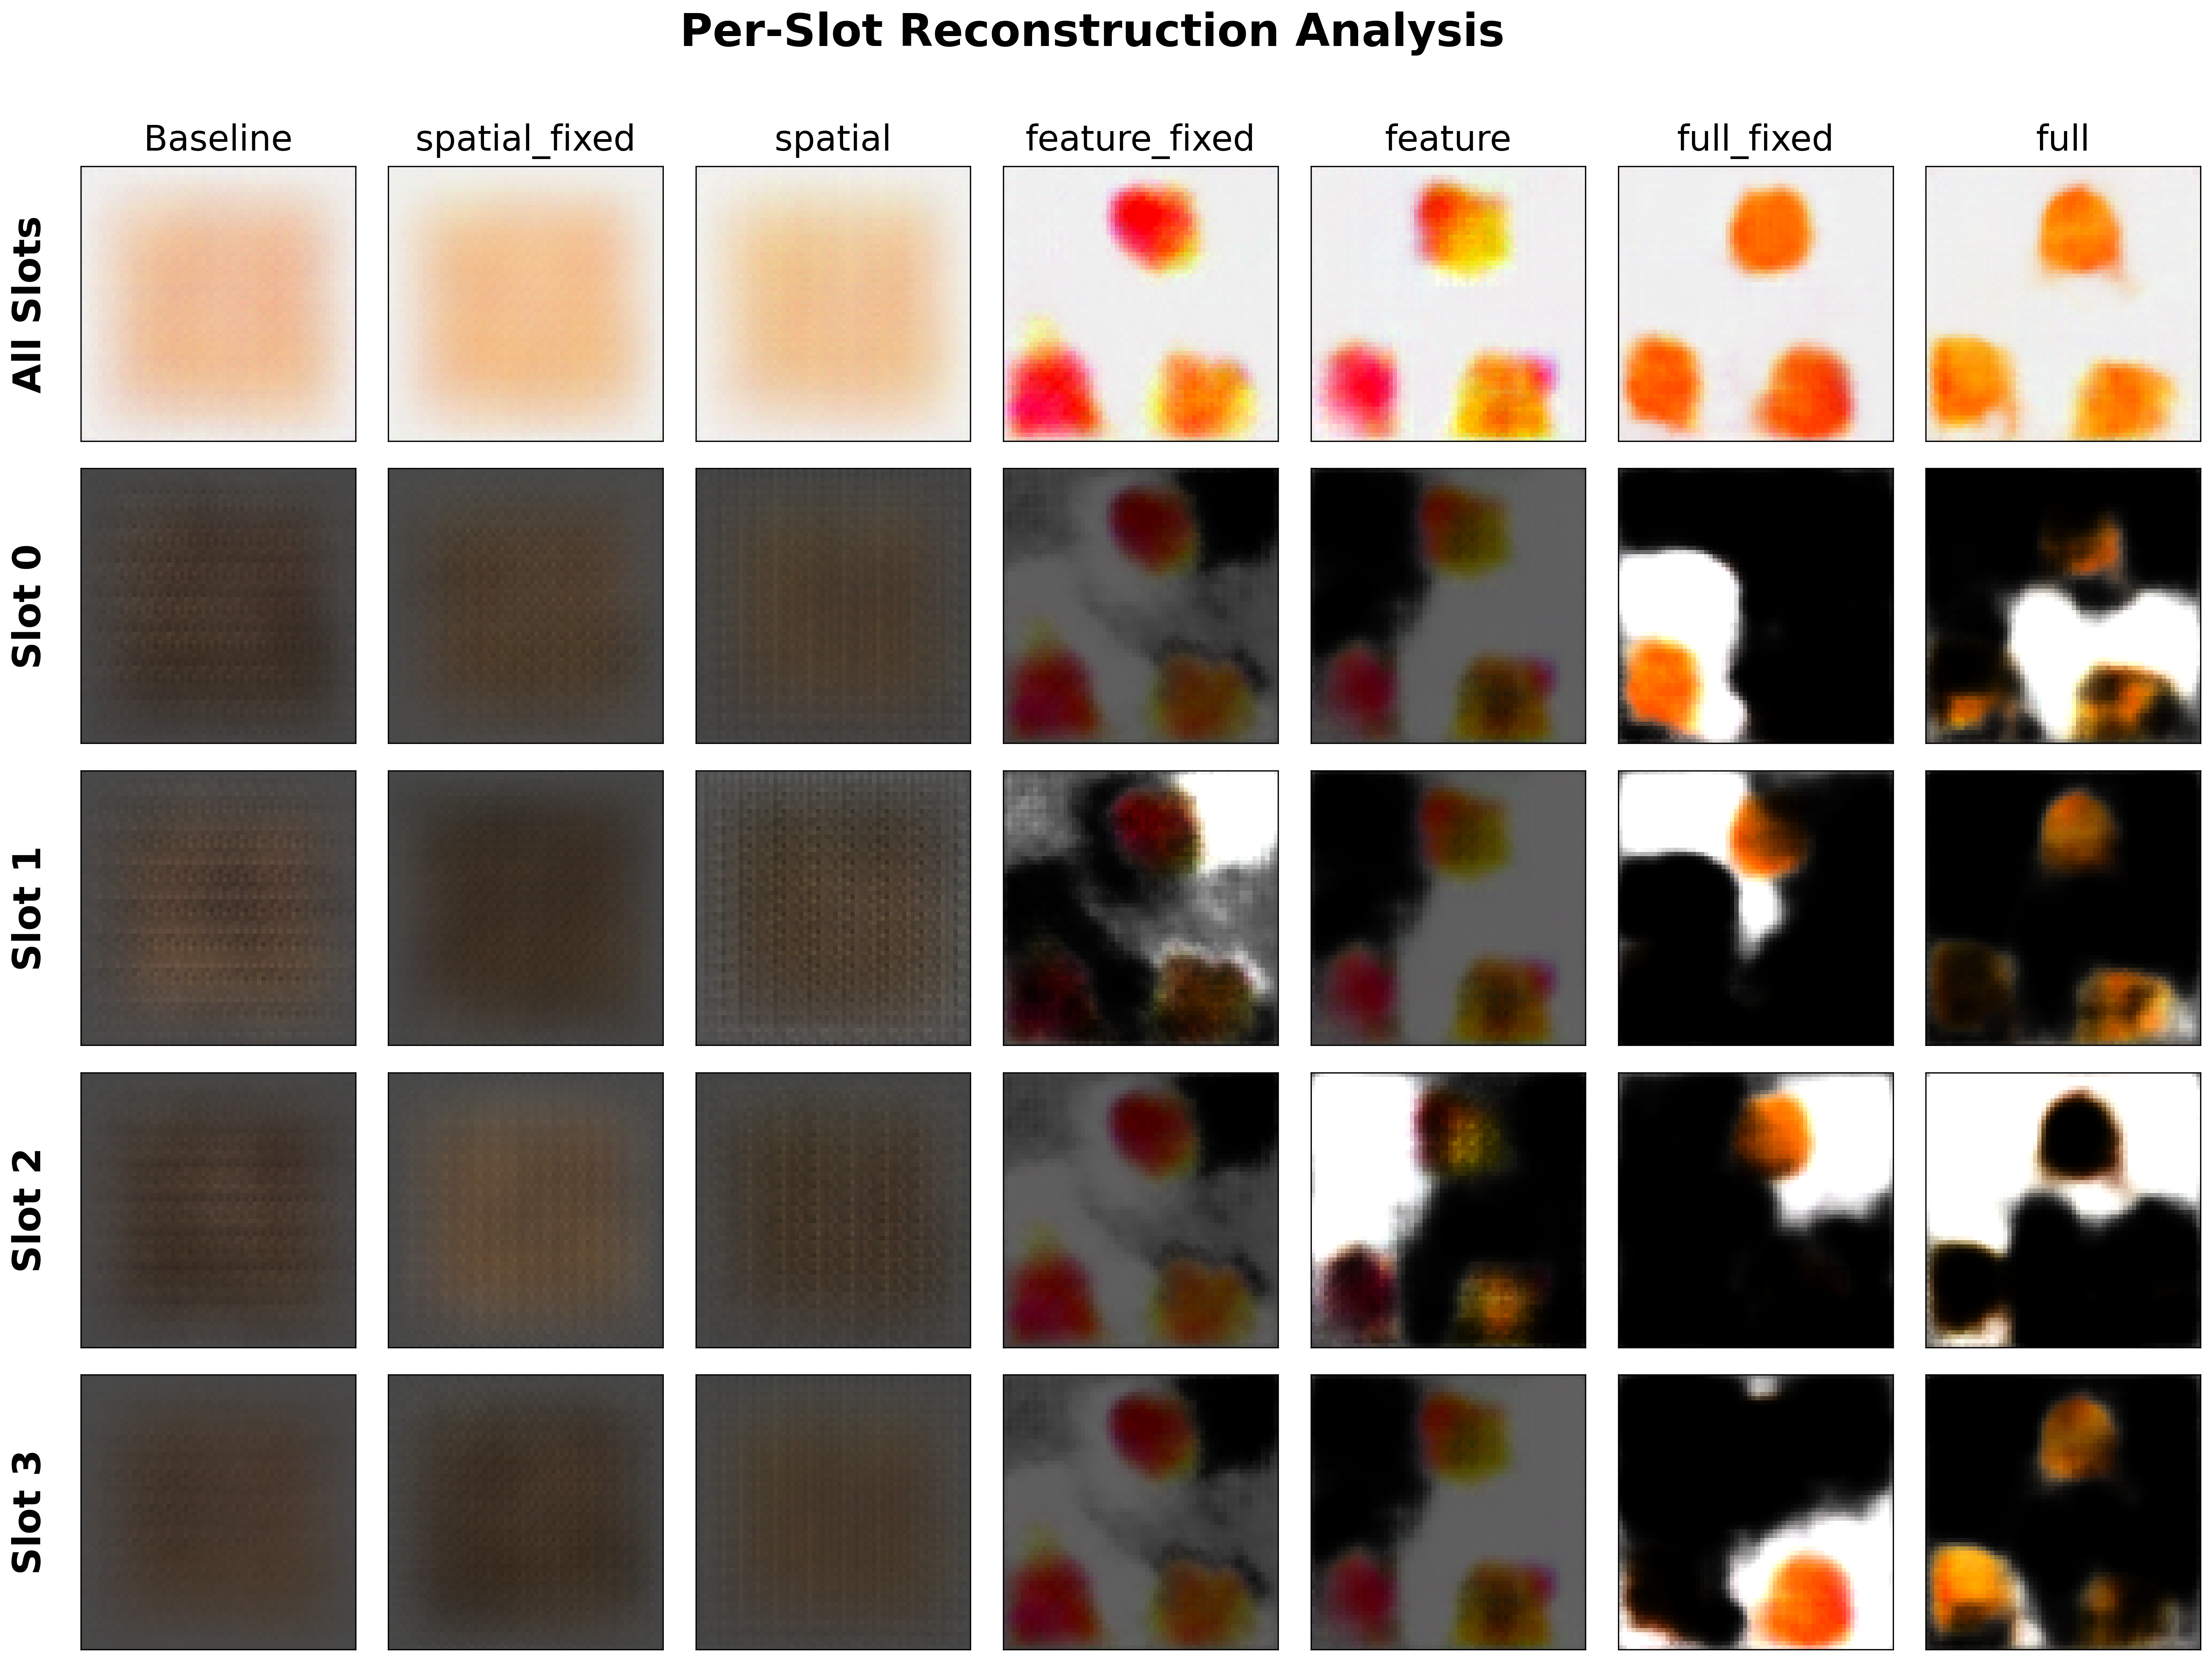 Per-Slot Reconstruction Analysis
Baseline spatial_fixed spatial feature_fixed feature full_fixed full
All Slots
Slot 0
Slot 1
Slot 2
Slot 3